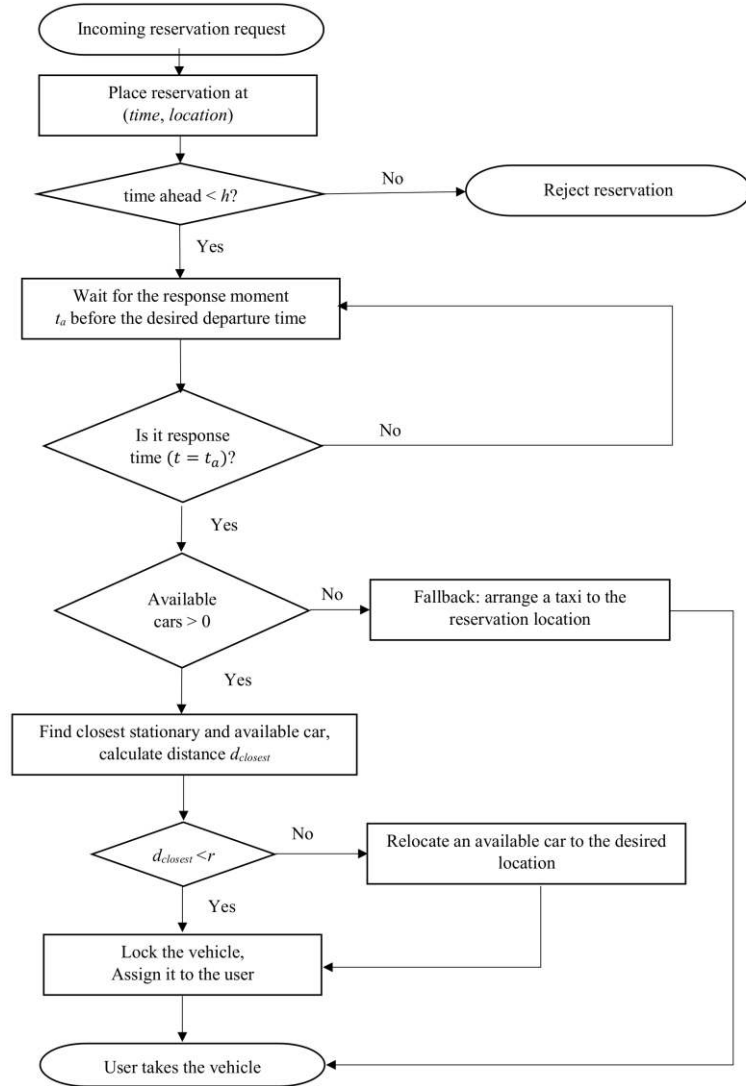 Incoming reservation request
Place reservation at
(time, location)
time ahead < h?
No
Reject reservation
Yes
Wait for the response moment
tₐ before the desired departure time
Is it response
time (t = tₐ)?
No
Yes
Available
cars > 0
No
Fallback: arrange a taxi to the
reservation location
Yes
Find closest stationary and available car,
calculate distance d_closest
d_closest <r
No
Relocate an available car to the desired
location
Yes
Lock the vehicle,
Assign it to the user
User takes the vehicle